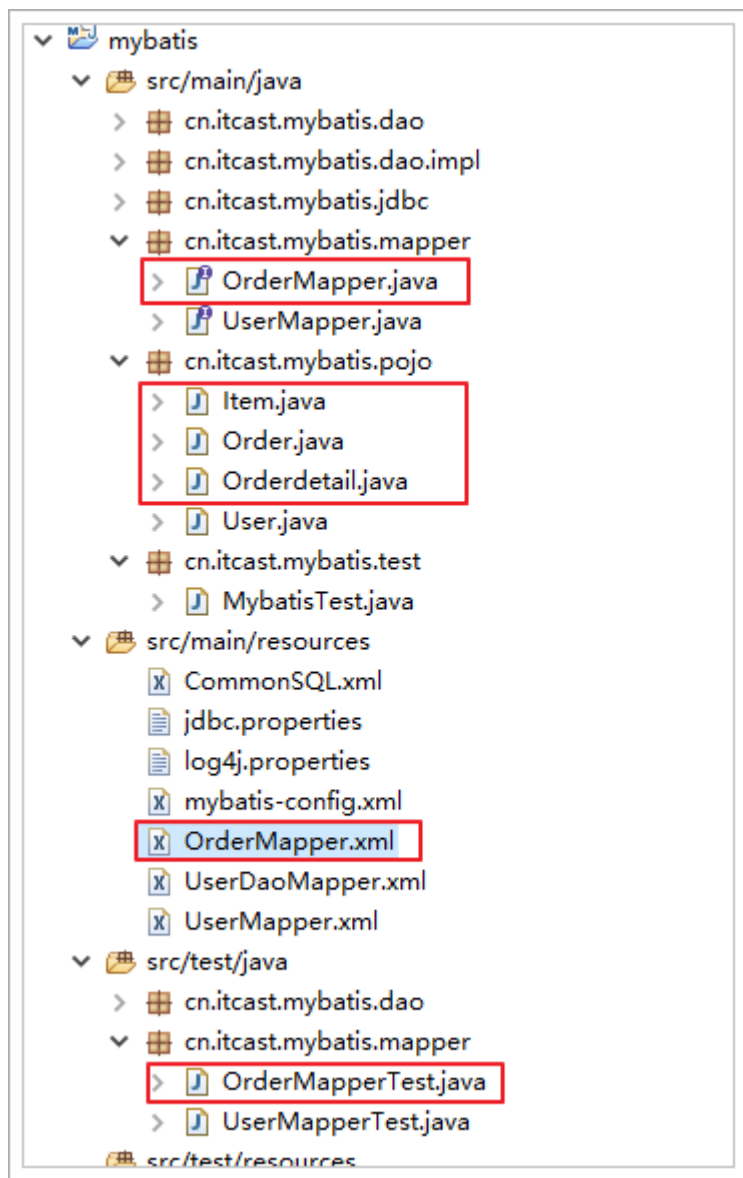 mybatis
src/main/java
cn.itcast.mybatis.dao
cn.itcast.mybatis.dao.impl
cn.itcast.mybatis.jdbc
cn.itcast.mybatis.mapper
OrderMapper.java
UserMapper.java
cn.itcast.mybatis.pojo
Item.java
Order.java
Orderdetail.java
User.java
cn.itcast.mybatis.test
MybatisTest.java
src/main/resources
CommonSQL.xml
jdbc.properties
log4j.properties
mybatis-config.xml
OrderMapper.xml
UserDaoMapper.xml
UserMapper.xml
src/test/java
cn.itcast.mybatis.dao
cn.itcast.mybatis.mapper
OrderMapperTest.java
UserMapperTest.java
src/test/resources